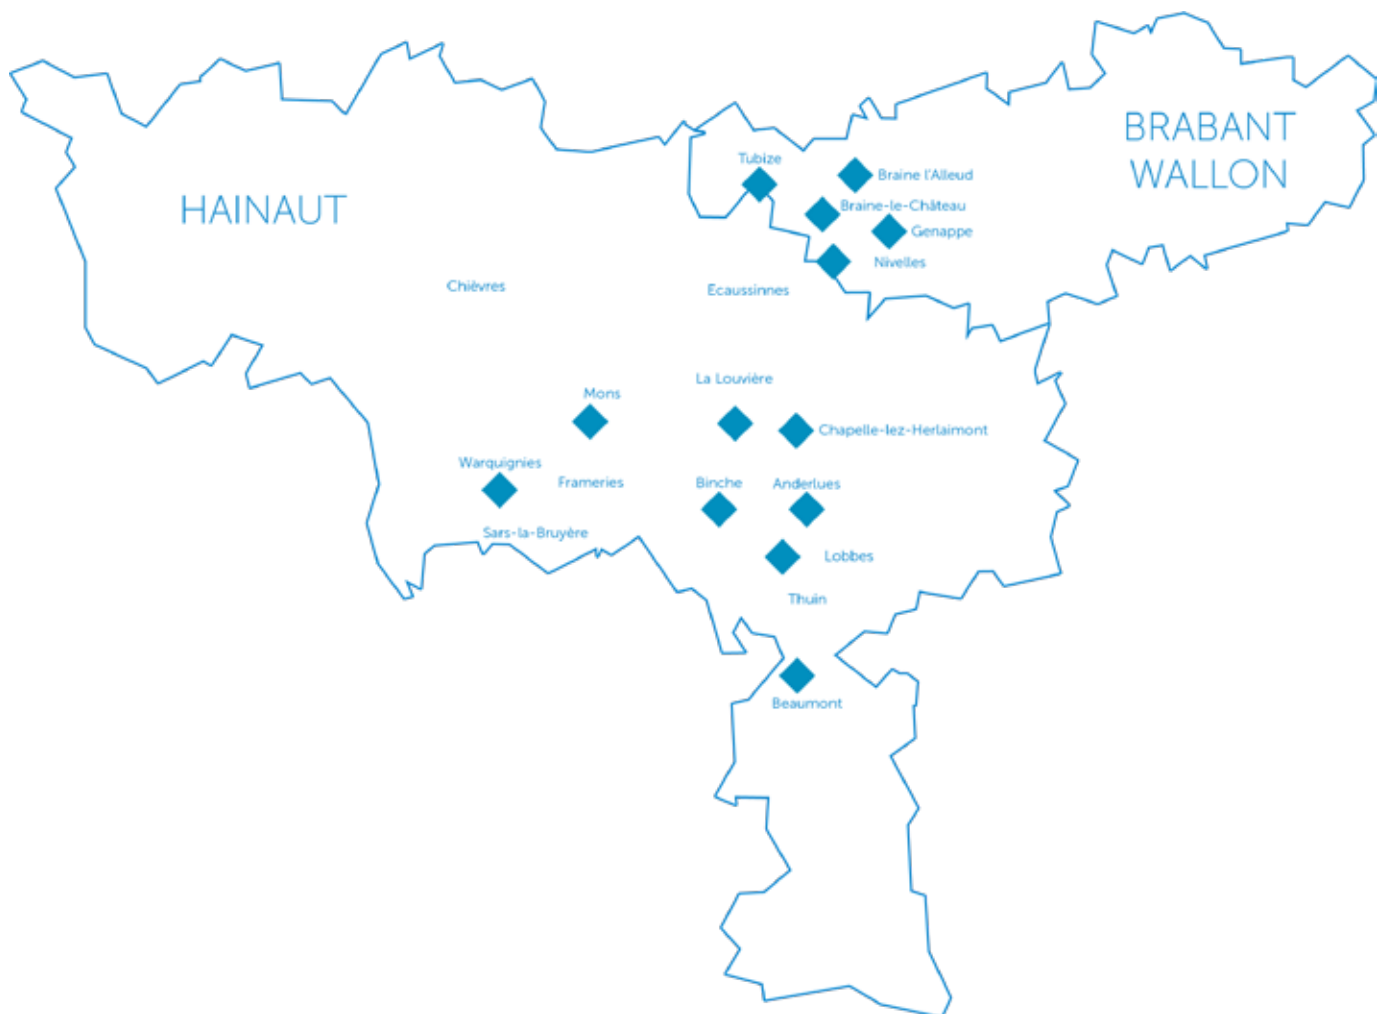 BRABANT
WALLON
HAINAUT
Tubize
Braine l'Alleud
Braine-le-Château
Genappe
Nivelles
Chièvres
Ecaussinnes
La Louvière
Mons
Chapelle-lez-Herlaimont
Warquignies
Frameries
Binche
Anderlues
Sars-la-Bruyère
Lobbes
Thuin
Beaumont